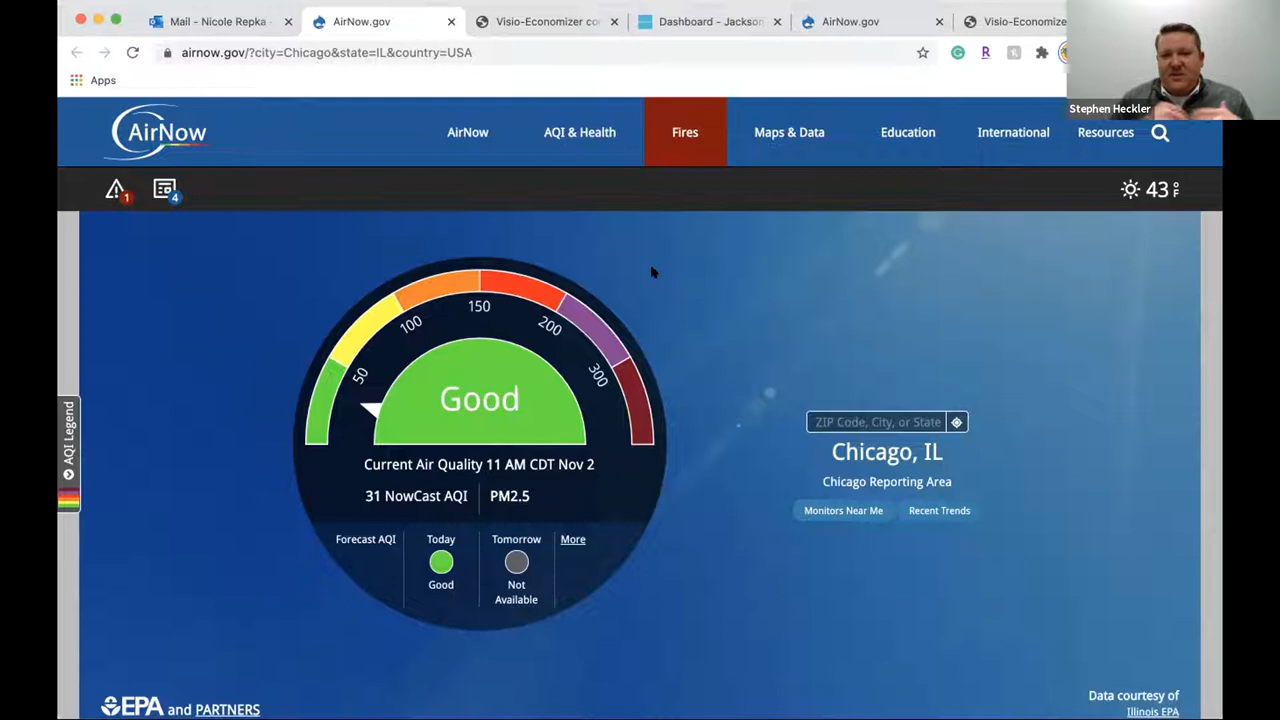 Mail - Nicole Repka
AirNow.gov
Visio-Economizer co
Dashboard - Jackson
AirNow.gov
Visio-Economize
airnow.gov/?city=Chicago&state=IL&country=USA
R
Apps
Stephen Heckler
AirNow
AirNow
AQI & Health
Fires
Maps & Data
Education
International
Resources
1
4
43 °F
AQI Legend
50
100
150
200
300
Good
Current Air Quality 11 AM CDT Nov 2
31 NowCast AQI
PM2.5
Forecast AQI
Today
Good
Tomorrow
Not
Available
More
ZIP Code, City, or State
Chicago, IL
Chicago Reporting Area
Monitors Near Me
Recent Trends
EPA and PARTNERS
Data courtesy of
Illinois EPA